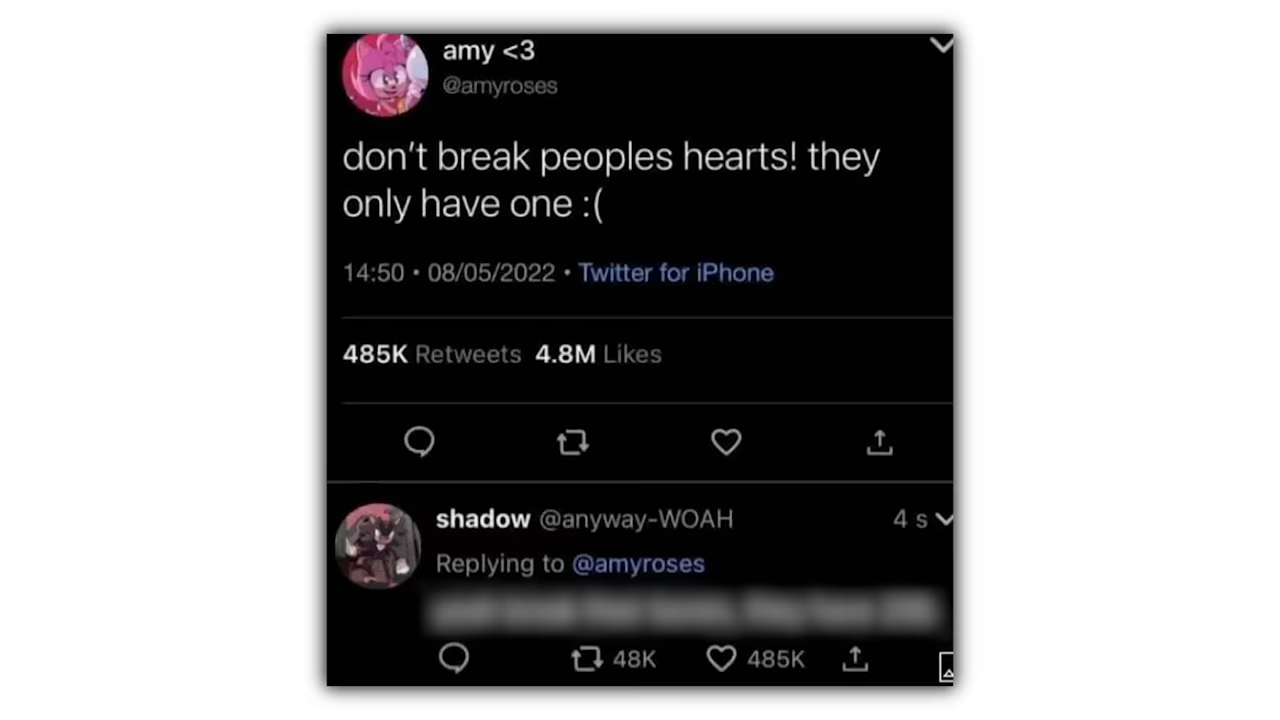 amy <3
@amyroses
don't break peoples hearts! they
only have one :(
14:50 • 08/05/2022 • Twitter for iPhone
485K Retweets 4.8M Likes
shadow @anyway-WOAH 4 s
Replying to @amyroses
48K 485K